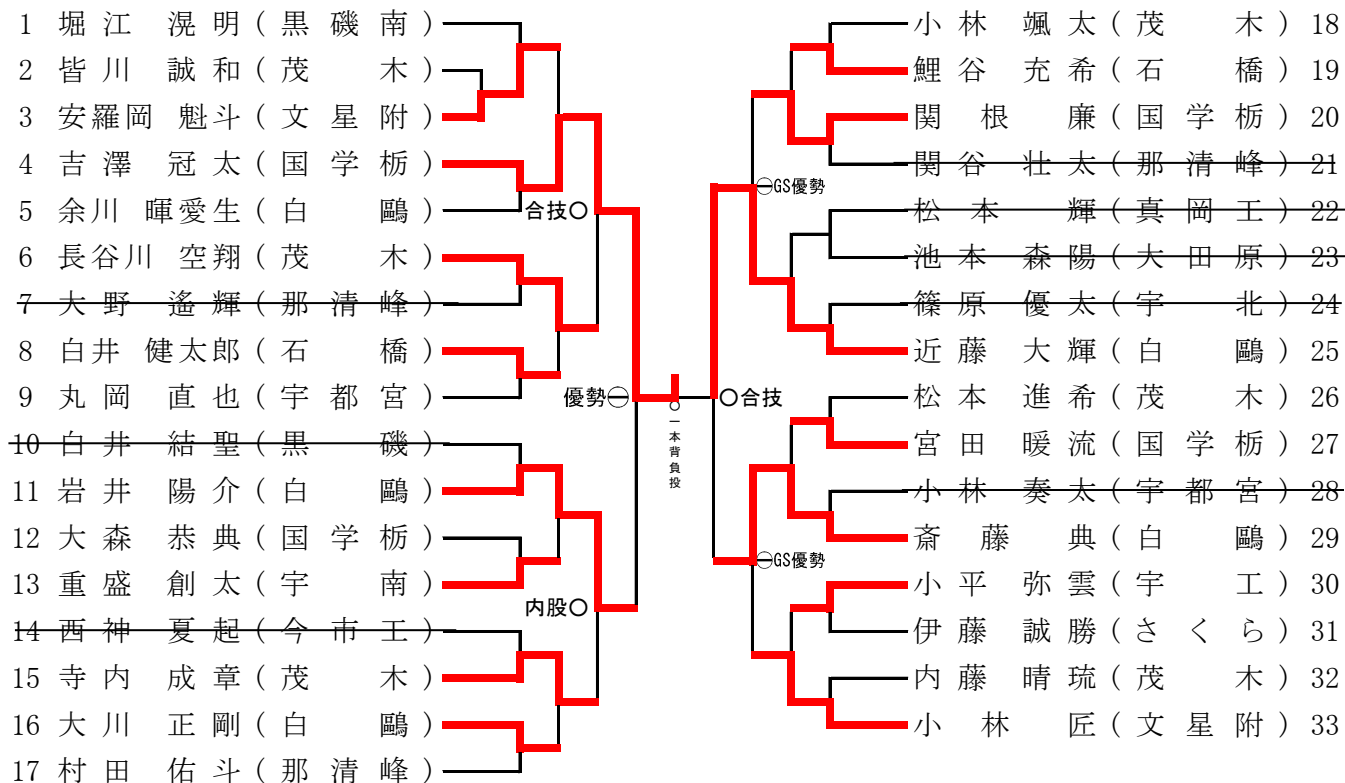 1 堀江 滉明(黒磯南)
2 皆川 誠和(茂木)
3 安羅岡 魁斗(文星附)
4 吉澤 冠太(国学栃)
5 余川 暉愛生(白鷗)
6 長谷川 空翔(茂木)
7 大野 遙輝(那清峰)
8 白井 健太郎(石橋)
9 丸岡 直也(宇都宮)
10 白井 結聖(黒磯)
11 岩井 陽介(白鷗)
12 大森 恭典(国学栃)
13 重盛 創太(宇南)
14 西神 夏起(今市工)
15 寺内 成章(茂木)
16 大川 正剛(白鷗)
17 村田 佑斗(那清峰)
合技〇
優勢㊀
内股〇
〇一本背負投
〇合技
㊀GS優勢
㊀GS優勢
小林 颯太(茂木) 18
鯉谷 充希(石橋) 19
関根 廉(国学栃) 20
関谷 壮太(那清峰) 21
松本 輝(真岡工) 22
池本 森陽(大田原) 23
篠原 優太(宇北) 24
近藤 大輝(白鷗) 25
松本 進希(茂木) 26
宮田 暖流(国学栃) 27
小林 奏太(宇都宮) 28
斎藤 典(白鷗) 29
小平 弥雲(宇工) 30
伊藤 誠勝(さくら) 31
内藤 晴琉(茂木) 32
小林 匠(文星附) 33